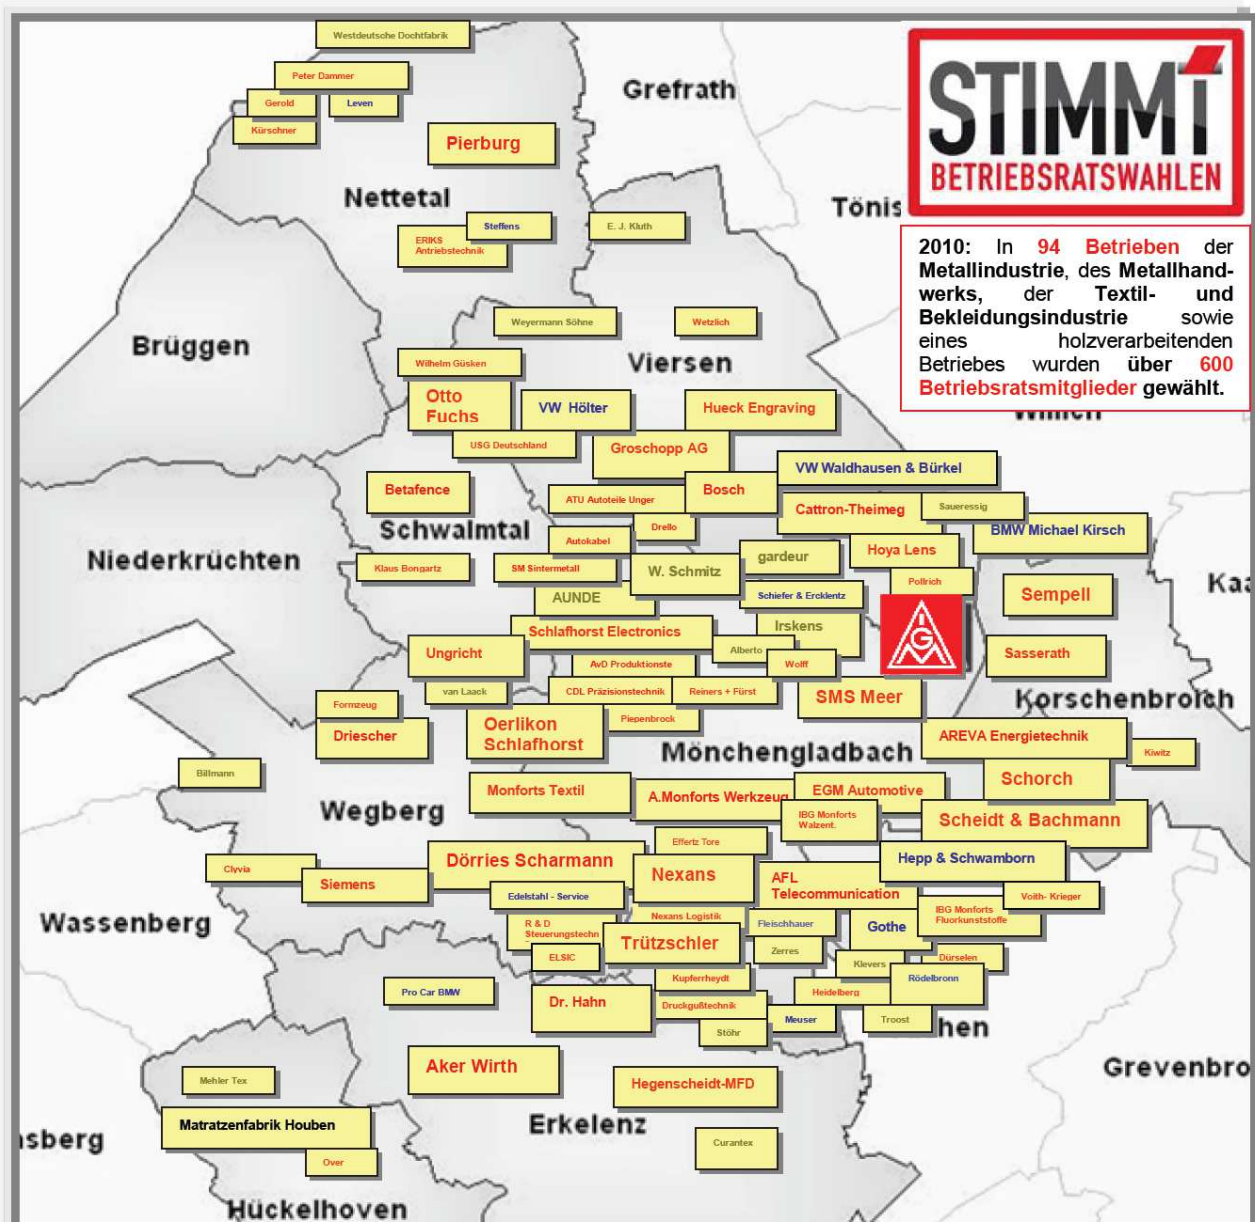 Westdeutsche Dochtfabrik
Peter Dammer
Gerold
Leven
Kürschner
Grefrath
STIMMT
BETRIEBSRATSWAHLEN
Pierburg
Nettetal
Tönis
Steffens
E. J. Kluth
ERIKS
Antriebstechnik
2010: In 94 Betrieben der
Metallindustrie, des Metallhand-
werks, der Textil- und
Bekleidungsindustrie sowie
eines holzverarbeitenden
Betriebes wurden über 600
Betriebsratsmitglieder gewählt.
Weyermann Söhne
Wetzlich
Brüggen
Viersen
Wilhelm Güsken
Otto
Fuchs
VW Hölter
Hueck Engraving
USG Deutschland
Groschopp AG
VW Waldhausen & Bürkel
Betafence
ATU Autoteile Unger
Bosch
Cattron-Theimeg
Saueressig
Schwalmtal
Drello
BMW Michael Kirsch
Autokabel
Niederkrüchten
gardeur
Hoya Lens
Klaus Bongartz
SM Sintermetall
W. Schmitz
Pollrich
Kaa
AUNDE
Schiefer & Ercklentz
Sempell
Schlafhorst Electronics
Irskens
IGM
Ungricht
Alberto
Sasserath
AvD Produktionste
Wolff
van Laack
CDL Präzisionstechnik
Reiners + Fürst
SMS Meer
Korschenbroich
Formzeug
Oerlikon
Schlafhorst
Piepenbrock
Driescher
Mönchengladbach
AREVA Energietechnik
Kiwitz
Billmann
Schorch
Wegberg
Monforts Textil
A.Monforts Werkzeug
EGM Automotive
IBG Monforts
Walzent.
Scheidt & Bachmann
Effertz Tore
Clyvia
Dörries Scharmann
Hepp & Schwamborn
Siemens
Nexans
AFL
Telecommunication
Edelstahl - Service
Voith- Krieger
Wassenberg
R & D
Steuerungstechn
Nexans Logistik
Fleischhauer
Gothe
IBG Monforts
Fluorkunststoffe
Trützschler
ELSIC
Zerres
Klevers
Dürselen
Pro Car BMW
Kupferrheydt
Rödelbronn
Dr. Hahn
Druckgußtechnik
Heidelberg
Stöhr
Meuser
Troost
hen
Aker Wirth
Grevenbro
Mehler Tex
Hegenscheidt-MFD
Matratzenfabrik Houben
Erkelenz
nsberg
Curantex
Over
Hückelhoven